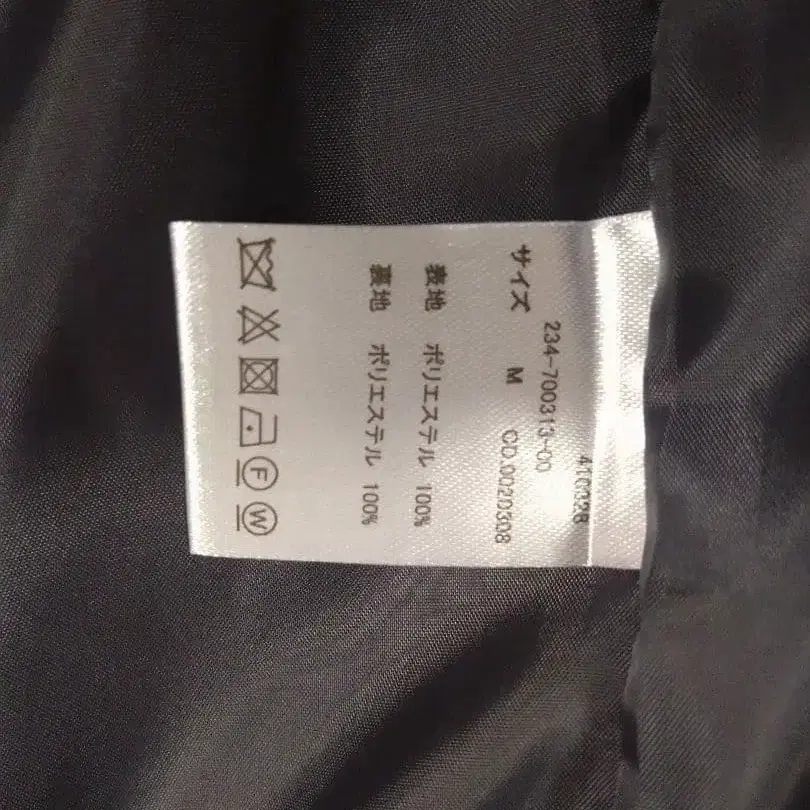 410328
234-700313-00
サイズ M CD.0020308
表地 ポリエステル 100%
裏地 ポリエステル 100%
F W